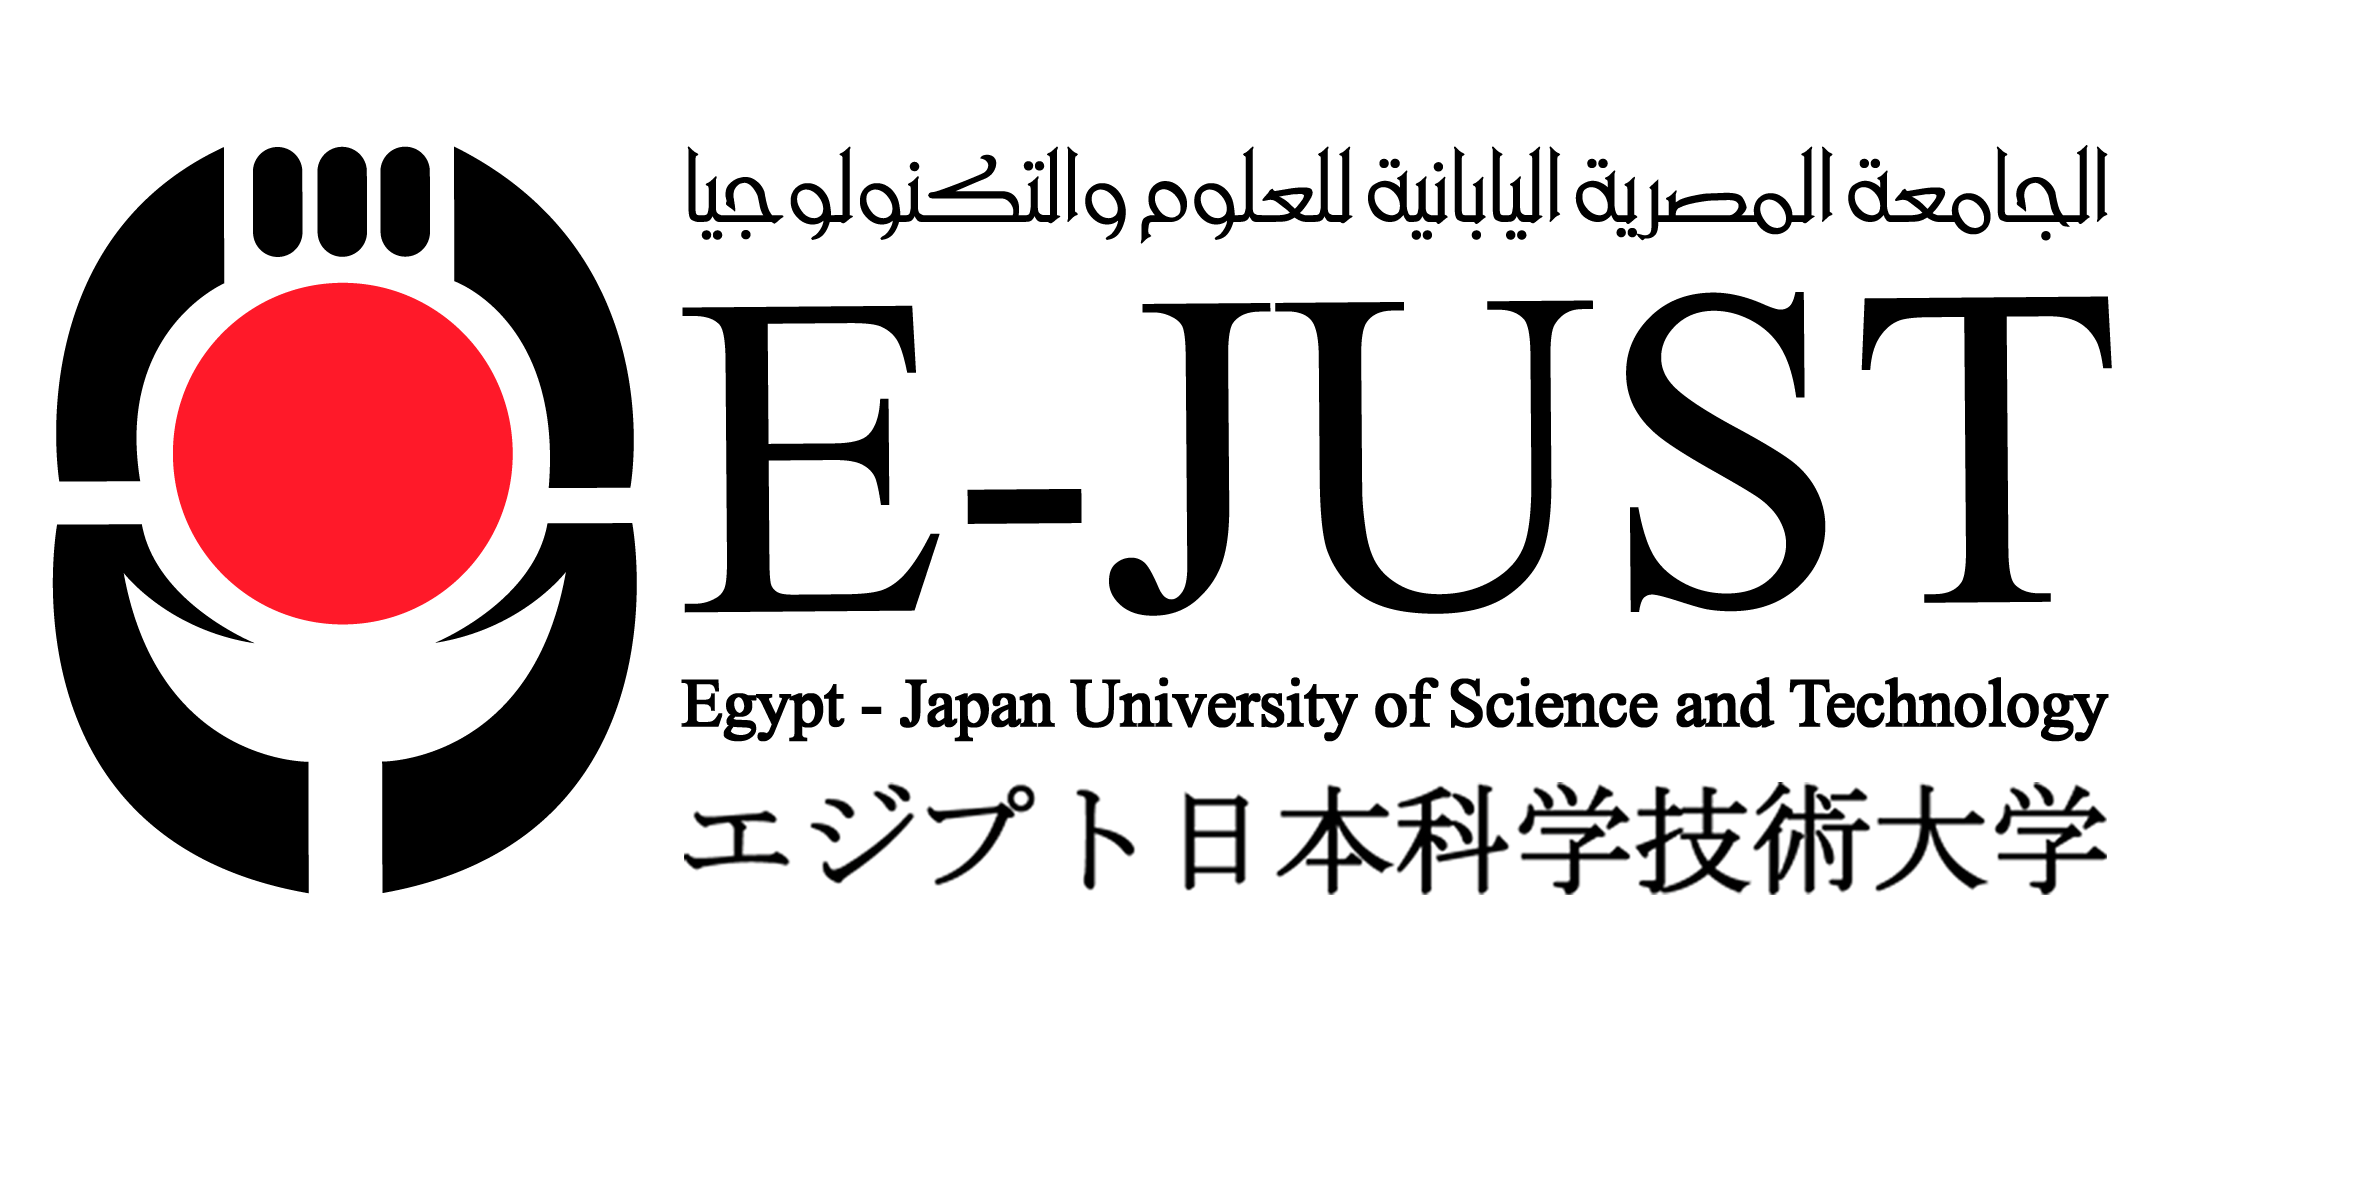 الجامعة المصرية اليابانية للعلوم والتكنولوجيا
E-JUST
Egypt - Japan University of Science and Technology
エジプト日本科学技術大学